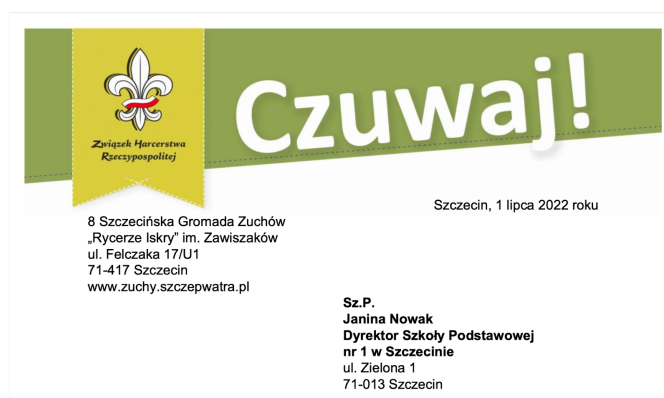 Czuwaj!
Związek Harcerstwa
Rzeczypospolitej
Szczecin, 1 lipca 2022 roku
8 Szczecińska Gromada Zuchów
„Rycerze Iskry” im. Zawiszaków
ul. Felczaka 17/U1
71-417 Szczecin
www.zuchy.szczepwatra.pl
Sz.P.
Janina Nowak
Dyrektor Szkoły Podstawowej
nr 1 w Szczecinie
ul. Zielona 1
71-013 Szczecin